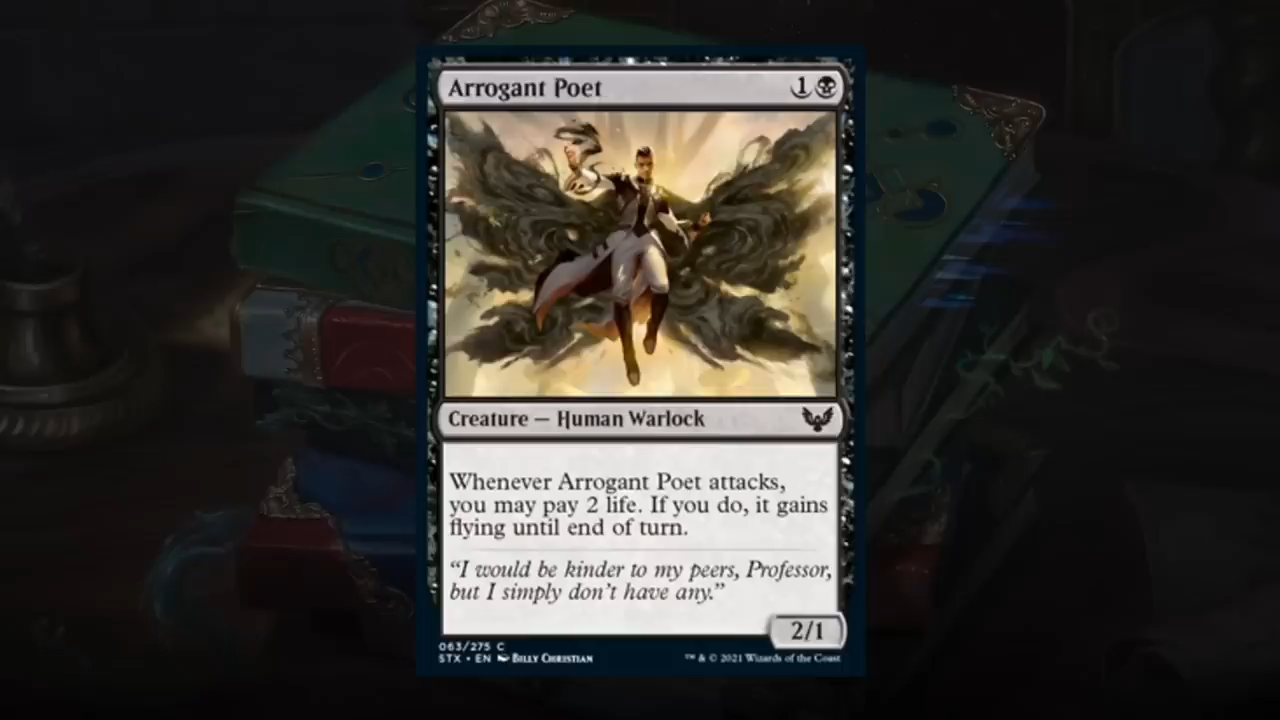 Arrogant Poet 1
Creature — Human Warlock
Whenever Arrogant Poet attacks,
you may pay 2 life. If you do, it gains
flying until end of turn.
“I would be kinder to my peers, Professor,
but I simply don’t have any.”
2/1
063/275 C
STX • EN Billy Christian
™ & © 2021 Wizards of the Coast